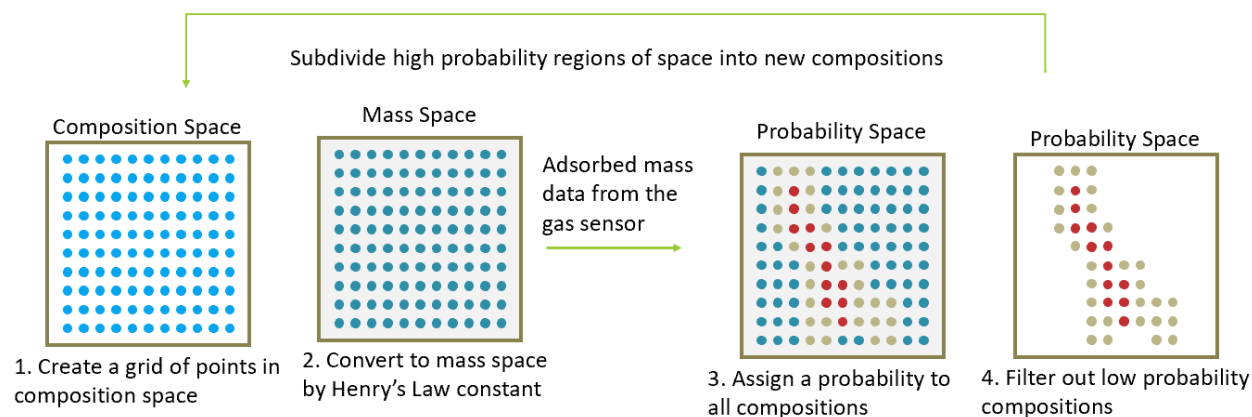 Subdivide high probability regions of space into new compositions
Composition Space
Mass Space
Adsorbed mass
data from the
gas sensor
Probability Space
Probability Space
1. Create a grid of points in
composition space
2. Convert to mass space
by Henry's Law constant
3. Assign a probability to
all compositions
4. Filter out low probability
compositions